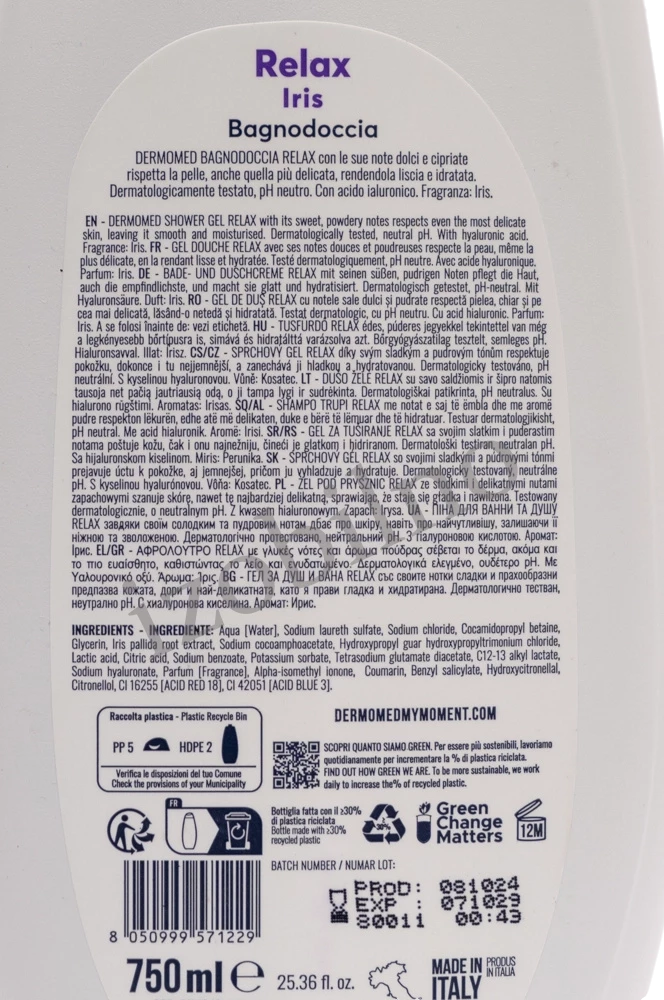 Relax
Iris
Bagnodoccia
DERMOMED BAGNODOCCIA RELAX con le sue note dolci e cipriate
rispetta la pelle, anche quella più delicata, rendendola liscia e idratata.
Dermatologicamente testato, pH neutro. Con acido ialuronico. Fragranza: Iris.
EN - DERMOMED SHOWER GEL RELAX with its sweet, powdery notes respects even the most delicate
skin, leaving it smooth and moisturised. Dermatologically tested, neutral pH. With hyaluronic acid.
Fragrance: Iris. FR - GEL DOUCHE RELAX avec ses notes douces et poudreuses respecte la peau, même la
plus délicate, en la rendant lisse et hydratée. Testé dermatologiquement, pH neutre. Avec acide hyaluronique.
Parfum: Iris. DE - BADE- UND DUSCHCREME RELAX mit seinen süßen, pudrigen Noten pflegt die Haut,
auch die empfindlichste, und macht sie glatt und hydratisiert. Dermatologisch getestet, pH-neutral. Mit
Hyaluronsäure. Duft: Iris. RO - GEL DE DUȘ RELAX cu notele sale dulci și pudrate respectă pielea, chiar și pe
cea mai delicată, lăsând-o netedă și hidratată. Testat dermatologic, cu pH neutru. Cu acid hialuronic. Parfum:
Iris. A se folosi înainte de: vezi etichetă. HU - TUSFÜRDŐ RELAX édes, púderes jegyekkel tekintettel van még
a legkényesebb bőrtípusra is, simává és hidratálttá varázsolva azt. Bőrgyógyászatilag tesztelt, semleges pH.
Hialuronsavval. Illat: Írisz. CS/CZ - SPRCHOVÝ GEL RELAX díky svým sladkým a pudrovým tónům respektuje
pokožku, dokonce i tu nejjemnější, a zanechává ji hladkou a hydratovanou. Dermatologicky testováno, pH
neutrální. S kyselinou hyaluronovou. Vůně: Kosatec. LT - DUŠO ŽELĖ RELAX su savo saldžiomis ir šipro natomis
tausoja net pačią jautriausią odą, o ji tampa lygi ir sudrėkinta. Dermatologiškai patikrinta, pH neutralus. Su
hialurono rūgštimi. Aromatas: Irisas. SQ/AL - SHAMPO TRUPI RELAX me notat e saj të ëmbla dhe me aromë
pudre respekton lëkurën, edhe atë më delikaten, duke e bërë të lëmuar dhe të hidratuar. Testuar dermatologjikisht,
pH neutral. Me acid hialuronik. Aromë: Irisi. SR/RS - GEL ZA TUŠIRANJE RELAX sa svojim slatkim i puderastim
notama poštuje kožu, čak i onu najnežniju, čineći je glatkom i hidriranom. Dermatološki testiran, neutralan pH.
Sa hijaluronskom kiselinom. Miris: Perunika. SK - SPRCHOVÝ GÉL RELAX so svojimi sladkými a púdrovými tónmi
prejavuje úctu k pokožke, aj jemnejšej, pričom ju vyhladzuje a hydratuje. Dermatologicky testovaný, neutrálne
pH. S kyselinou hyalurónovou. Vôňa: Kosatec. PL - ŻEL POD PRYSZNIC RELAX ze słodkimi i delikatnymi nutami
zapachowymi szanuje skórę, nawet tę najbardziej delikatną, sprawiając, że staje się gładka i nawilżona. Testowany
dermatologicznie, o neutralnym pH. Z kwasem hialuronowym. Zapach: Irysa. UK - ПІНА ДЛЯ ВАННИ ТА ДУШУ
RELAX завдяки своїм солодким та пудровим нотам дбає про шкіру, навіть про найчутливішу, залишаючи її
ніжною та зволоженою. Дерматологічно протестовано, нейтральний pH. З гіалуроновою кислотою. Аромат:
Ірис. EL/GR - ΑΦΡΟΛΟΥΤΡΟ RELAX με γλυκές νότες και άρωμα πούδρας σέβεται το δέρμα, ακόμα και
το πιο ευαίσθητο, καθιστώντας το λείο και ενυδατωμένο. Δερματολογικά ελεγμένο, ουδέτερο pH. Με
Υαλουρονικό οξύ. Άρωμα: Ίρις. BG - ГЕЛ ЗА ДУШ И ВАНА RELAX със своите нотки сладки и прахообразни
предпазва кожата, дори и най-деликатната, като я прави гладка и хидратирана. Дерматологично тестван,
неутрално pH. С хиалуронова киселина. Аромат: Ирис.
INGREDIENTS - INGREDIENTE: Aqua [Water], Sodium laureth sulfate, Sodium chloride, Cocamidopropyl betaine,
Glycerin, Iris pallida root extract, Sodium cocoamphoacetate, Hydroxypropyl guar hydroxypropyltrimonium chloride,
Lactic acid, Citric acid, Sodium benzoate, Potassium sorbate, Tetrasodium glutamate diacetate, C12-13 alkyl lactate,
Sodium hyaluronate, Parfum [Fragrance], Alpha-isomethyl ionone, Coumarin, Benzyl salicylate, Hydroxycitronellal,
Citronellol, CI 16255 [ACID RED 18], CI 42051 [ACID BLUE 3].
Raccolta plastica - Plastic Recycle Bin
PP 5 HDPE 2
Verifica le disposizioni del tuo Comune
Check the provisions of your Municipality
DERMOMEDMYMOMENT.COM
SCOPRI QUANTO SIAMO GREEN. Per essere più sostenibili, lavoriamo
quotidianamente per incrementare la % di plastica riciclata.
FIND OUT HOW GREEN WE ARE. To be more sustainable, we work
daily to increase the% of recycled plastic.
FR
Bottiglia fatta con il ≥30%
di plastica riciclata
Bottle made with ≥30%
recycled plastic
30%
Green
Change
Matters
12M
BATCH NUMBER / NUMAR LOT:
PROD: 081024
EXP : 071029
80011 00:43
8 050999 571229
750 ml e 25.36 fl. oz.
MADE IN
ITALY
PRODUS
IN ITALIA
izobilno